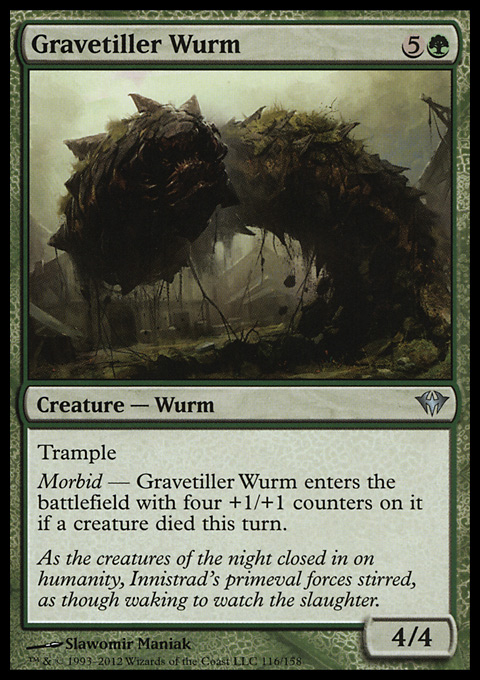 Gravetiller Wurm 5
Creature — Wurm
Trample
Morbid — Gravetiller Wurm enters the
battlefield with four +1/+1 counters on it
if a creature died this turn.
As the creatures of the night closed in on
humanity, Innistrad's primeval forces stirred,
as though waking to watch the slaughter.
Slawomir Maniak
4/4
™ & © 1993–2012 Wizards of the Coast LLC 116/158